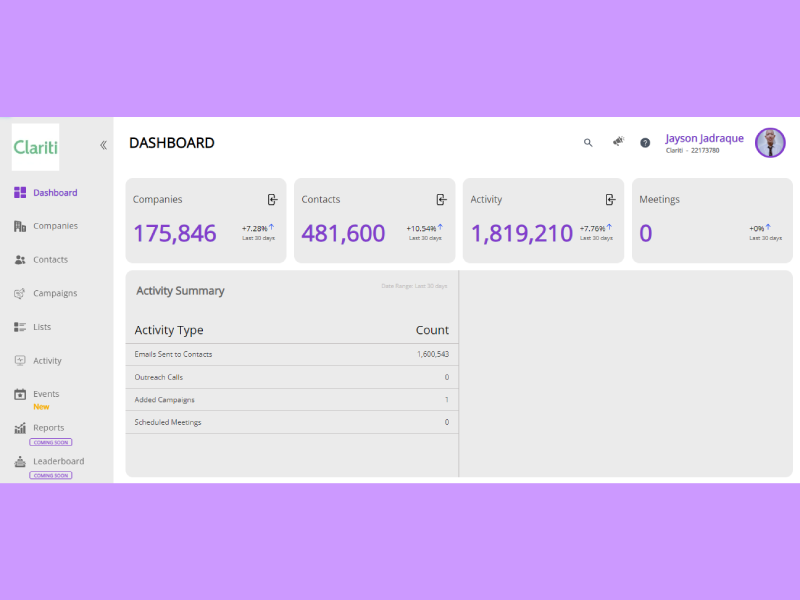 Clariti
«
DASHBOARD
Jayson Jadraque
Clariti - 22173780
Dashboard
Companies
Contacts
Campaigns
Lists
Activity
Events
New
Reports
COMING SOON
Leaderboard
COMING SOON
Companies
175,846
+7.28%↑
Last 30 days
Contacts
481,600
+10.54%↑
Last 30 days
Activity
1,819,210
+7.76%↑
Last 30 days
Meetings
0
+0%↑
Last 30 days
Activity Summary
Date Range: Last 30 days
Activity Type Count
Emails Sent to Contacts 1,600,543
Outreach Calls 0
Added Campaigns 1
Scheduled Meetings 0